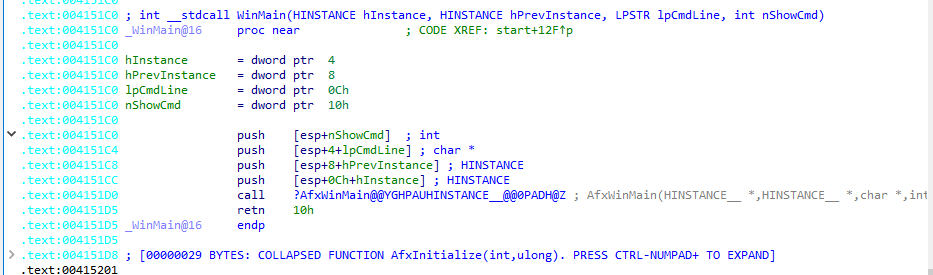 .text:004151C0 ; int __stdcall WinMain(HINSTANCE hInstance, HINSTANCE hPrevInstance, LPSTR lpCmdLine, int nShowCmd)
.text:004151C0 _WinMain@16 proc near ; CODE XREF: start+12F↑p
.text:004151C0
.text:004151C0 hInstance = dword ptr 4
.text:004151C0 hPrevInstance = dword ptr 8
.text:004151C0 lpCmdLine = dword ptr 0Ch
.text:004151C0 nShowCmd = dword ptr 10h
.text:004151C0
.text:004151C0 push [esp+nShowCmd] ; int
.text:004151C4 push [esp+4+lpCmdLine] ; char *
.text:004151C8 push [esp+8+hPrevInstance] ; HINSTANCE
.text:004151CC push [esp+0Ch+hInstance] ; HINSTANCE
.text:004151D0 call ?AfxWinMain@@YGHPAUHINSTANCE__@@0PADH@Z ; AfxWinMain(HINSTANCE__ *,HINSTANCE__ *,char *,int
.text:004151D5 retn 10h
.text:004151D5 _WinMain@16 endp
.text:004151D5
.text:004151D8 ; [00000029 BYTES: COLLAPSED FUNCTION AfxInitialize(int,ulong). PRESS CTRL-NUMPAD+ TO EXPAND]
.text:00415201